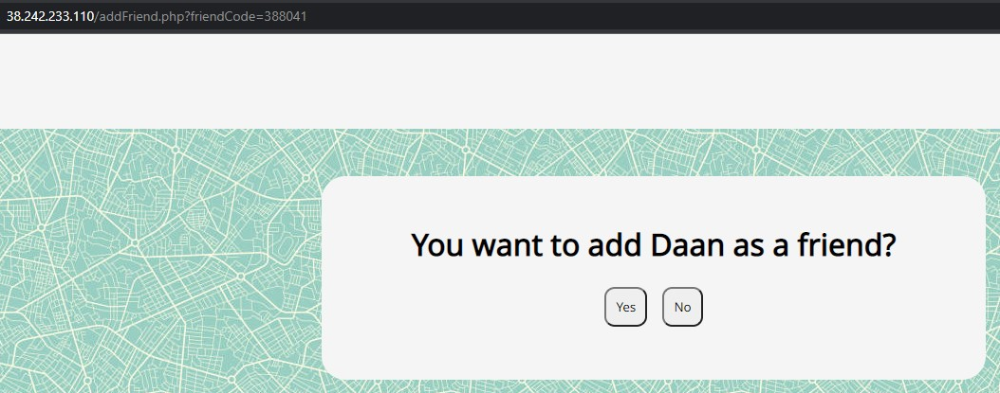 38.242.233.110/addFriend.php?friendCode=388041
You want to add Daan as a friend?
Yes No